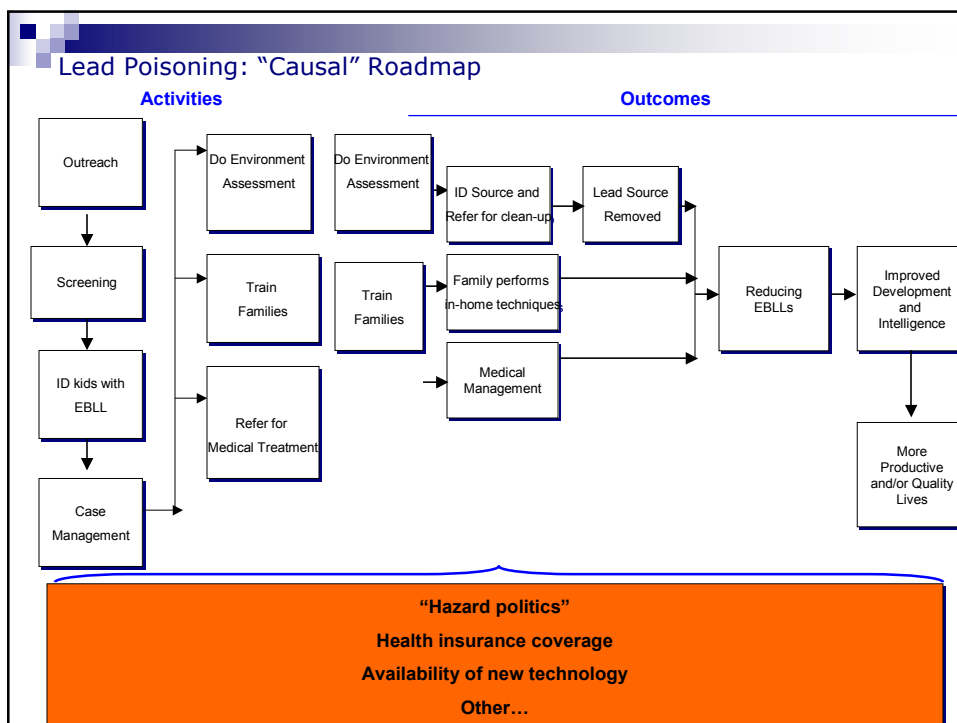 Lead Poisoning: “Causal” Roadmap
Activities
Outcomes
Outreach
Screening
ID kids with
EBLL
Case
Management
Do Environment
Assessment
Train
Families
Refer for
Medical Treatment
Do Environment
Assessment
Train
Families
ID Source and
Refer for clean-up
Lead Source
Removed
Family performs
in-home techniques
Medical
Management
Reducing
EBLLs
Improved
Development
and
Intelligence
More
Productive
and/or Quality
Lives
“Hazard politics”
Health insurance coverage
Availability of new technology
Other…